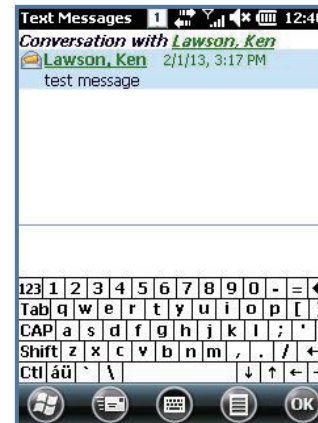 Text Messages 1 12:4
Conversation with Lawson, Ken
Lawson, Ken 2/1/13, 3:17 PM
test message
123 1 2 3 4 5 6 7 8 9 0 - =
Tab q w e r t y u i o p [
CAP a s d f g h j k l ; '
Shift z x c v b n m , . / ←
Ctl áü ` \ ↓ ↑ ← →
OK